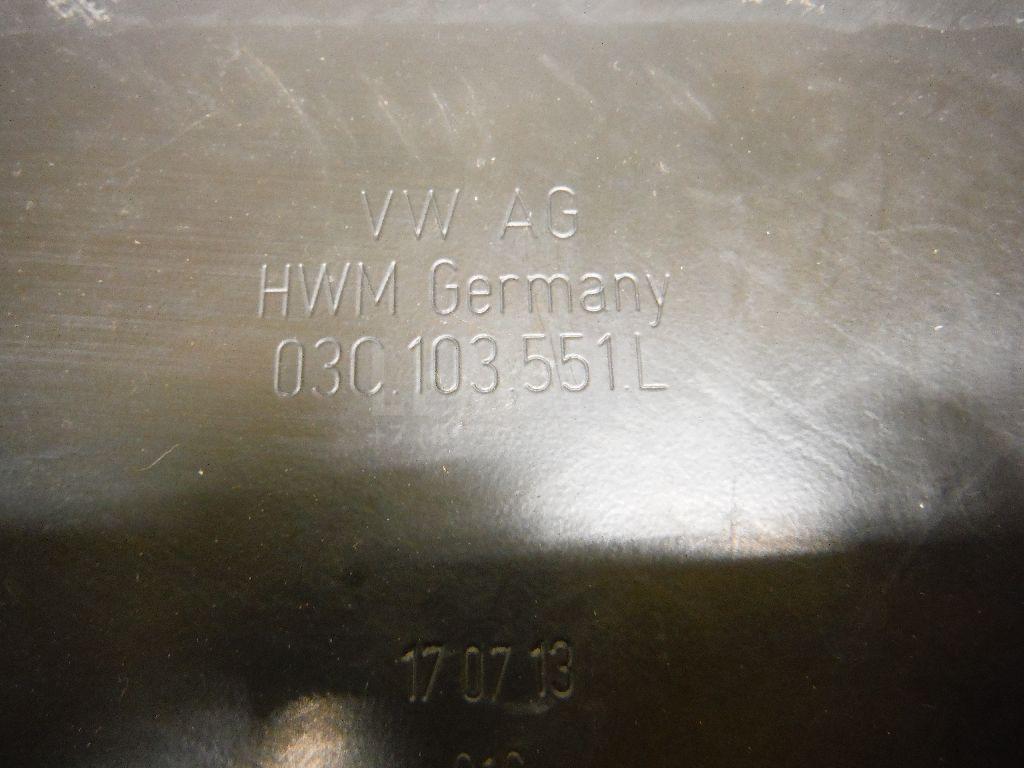 VW AG
HWM Germany
03C.103.551.L
17 07 13